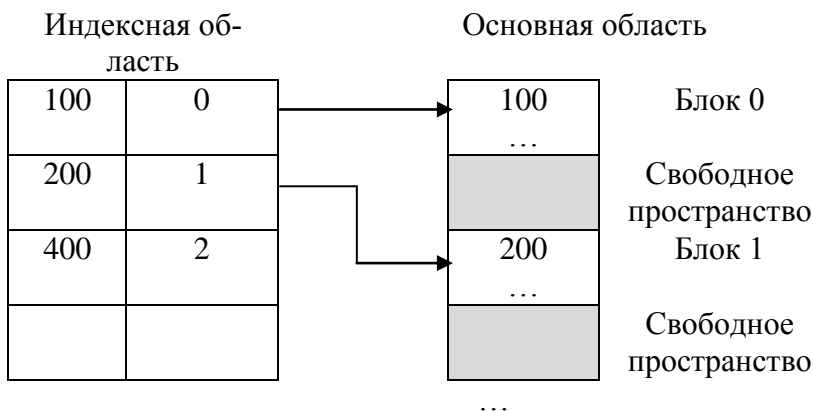 Индексная об-
ласть
Основная область
100 0
100
Блок 0
…
200 1
Свободное
пространство
400 2
200
Блок 1
…
Свободное
пространство
…